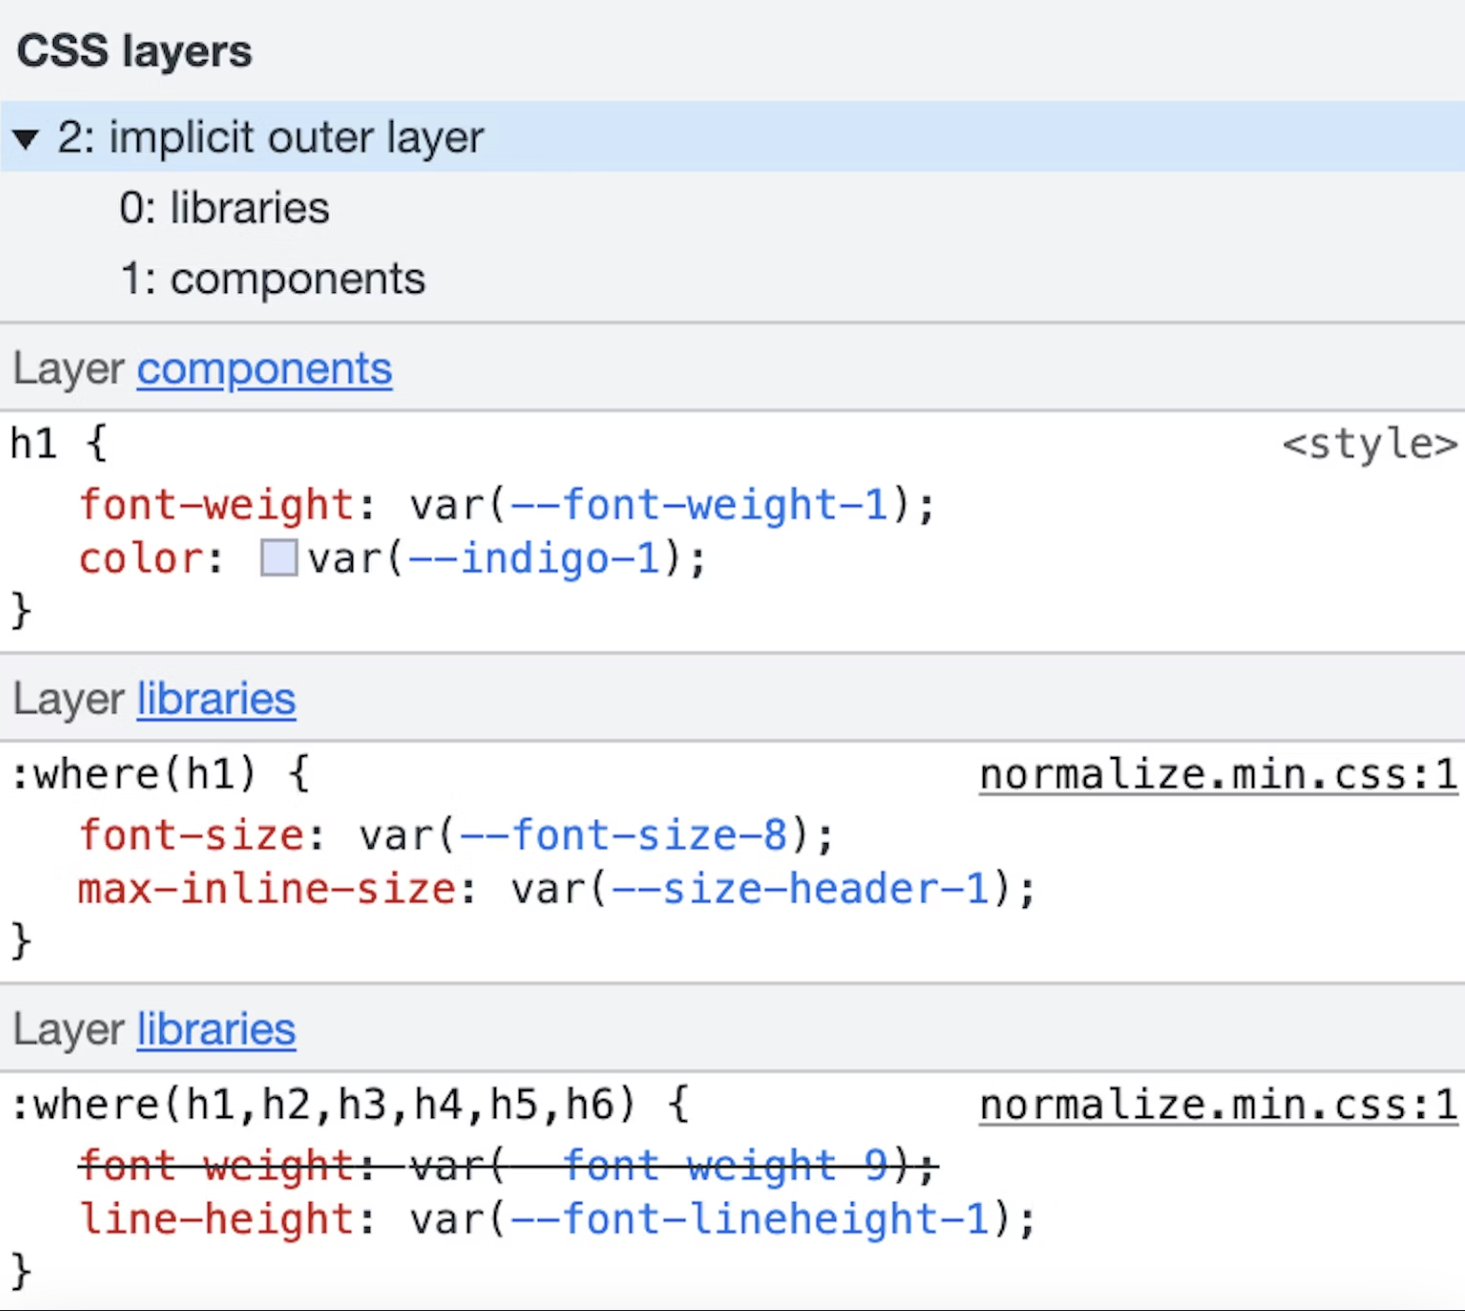 CSS layers
▼ 2: implicit outer layer
0: libraries
1: components
Layer components
h1 { <style>
font-weight: var(--font-weight-1);
color: var(--indigo-1);
}
Layer libraries
:where(h1) { normalize.min.css:1
font-size: var(--font-size-8);
max-inline-size: var(--size-header-1);
}
Layer libraries
:where(h1,h2,h3,h4,h5,h6) { normalize.min.css:1
font-weight: var(--font-weight-9);
line-height: var(--font-lineheight-1);
}